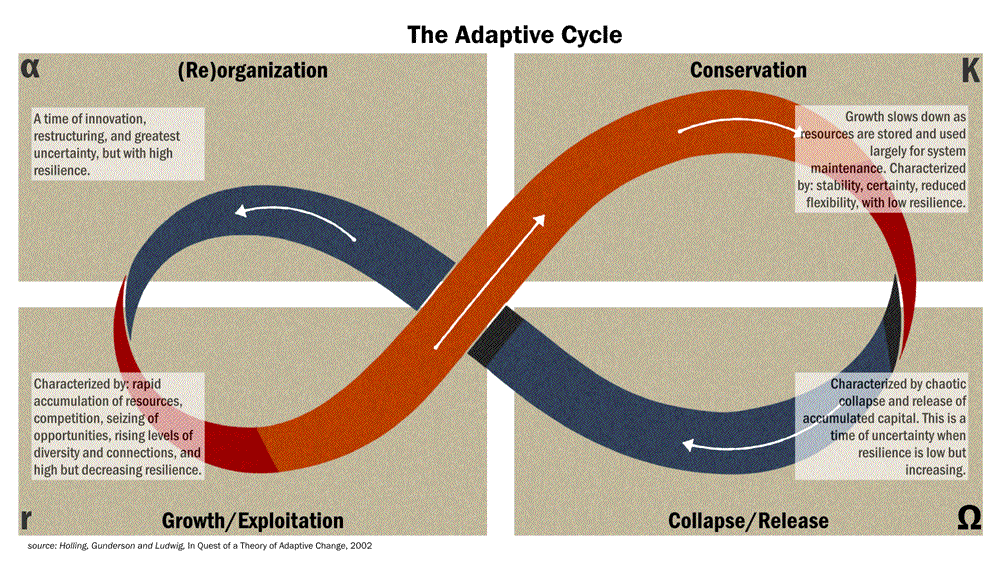 The Adaptive Cycle
α
(Re)organization
A time of innovation,
restructuring, and greatest
uncertainty, but with high
resilience.
Conservation
K
Growth slows down as
resources are stored and used
largely for system
maintenance. Characterized
by: stability, certainty, reduced
flexibility, with low resilience.
Characterized by: rapid
accumulation of resources,
competition, seizing of
opportunities, rising levels of
diversity and connections, and
high but decreasing resilience.
r
Growth/Exploitation
Characterized by chaotic
collapse and release of
accumulated capital. This is a
time of uncertainty when
resilience is low but
increasing.
Collapse/Release
Ω
source: Holling, Gunderson and Ludwig, In Quest of a Theory of Adaptive Change, 2002